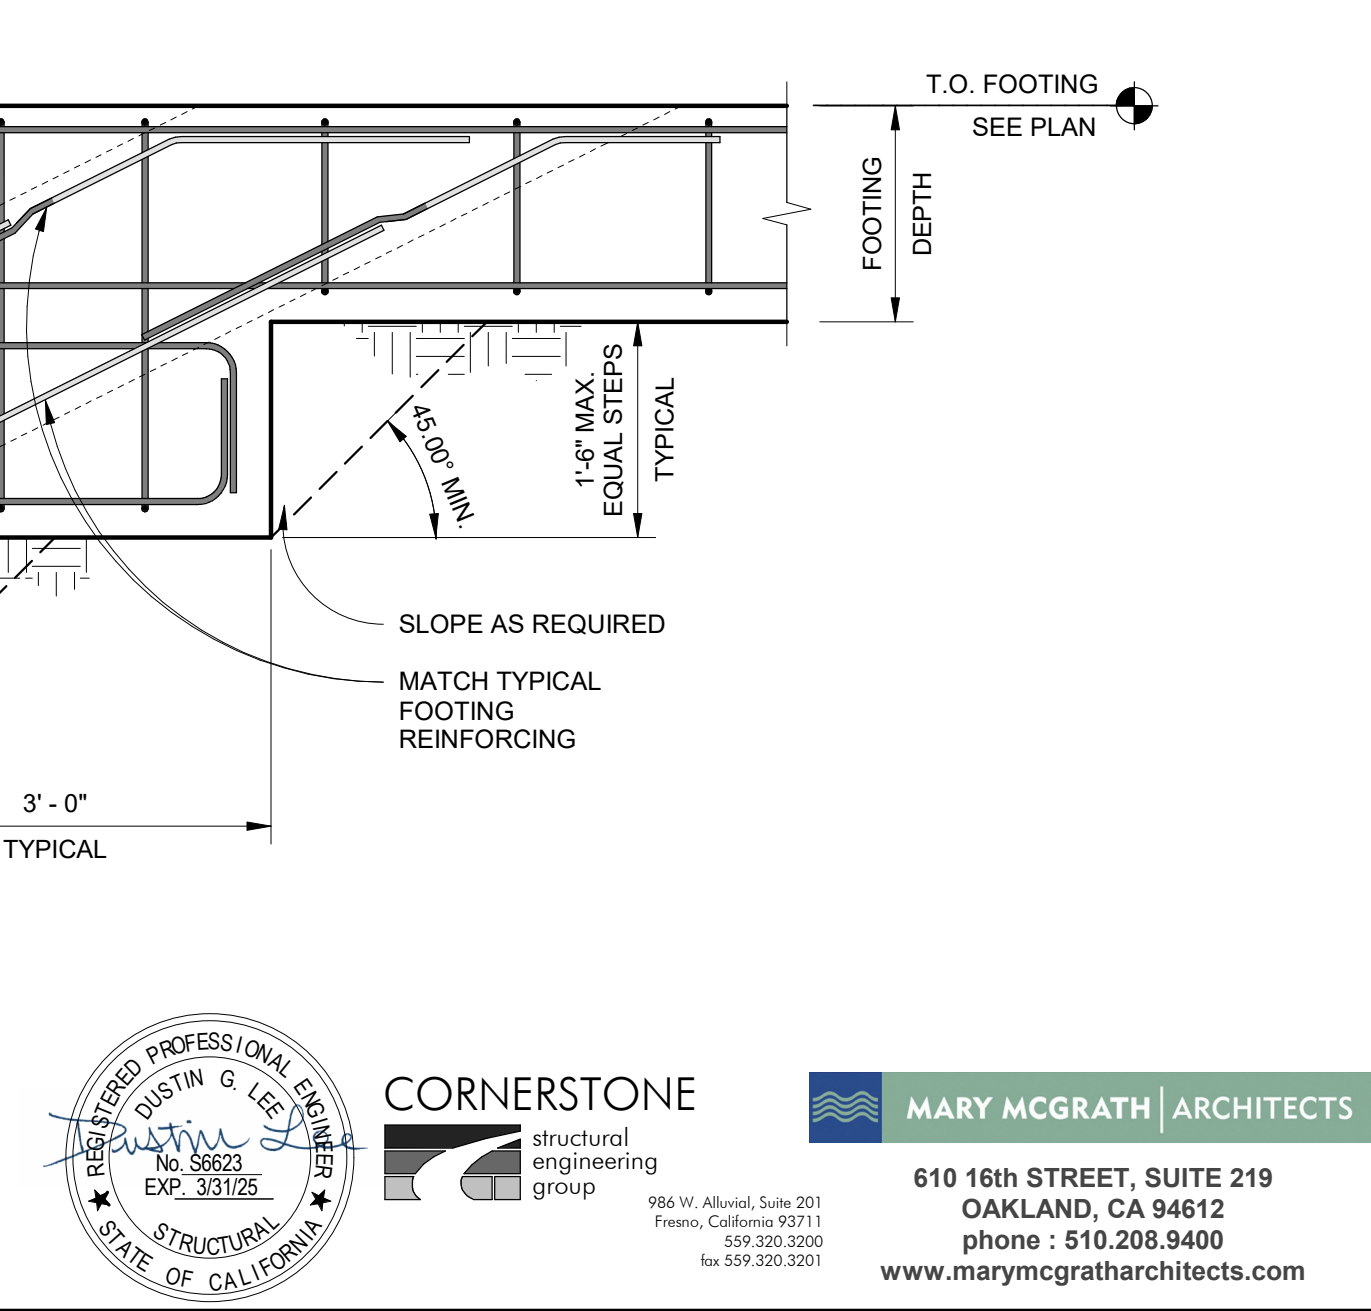 T.O. FOOTING
SEE PLAN
FOOTING
DEPTH
1'-6" MAX.
EQUAL STEPS
TYPICAL
45.00° MIN.
SLOPE AS REQUIRED
MATCH TYPICAL
FOOTING
REINFORCING
3' - 0"
TYPICAL
REGISTERED PROFESSIONAL ENGINEER
DUSTIN G. LEE
Dustin Lee
No. S6623
EXP. 3/31/25
STRUCTURAL
STATE OF CALIFORNIA
CORNERSTONE
structural
engineering
group
986 W. Alluvial, Suite 201
Fresno, California 93711
559.320.3200
fax 559.320.3201
MARY MCGRATH ARCHITECTS
610 16th STREET, SUITE 219
OAKLAND, CA 94612
phone : 510.208.9400
www.marymcgratharchitects.com